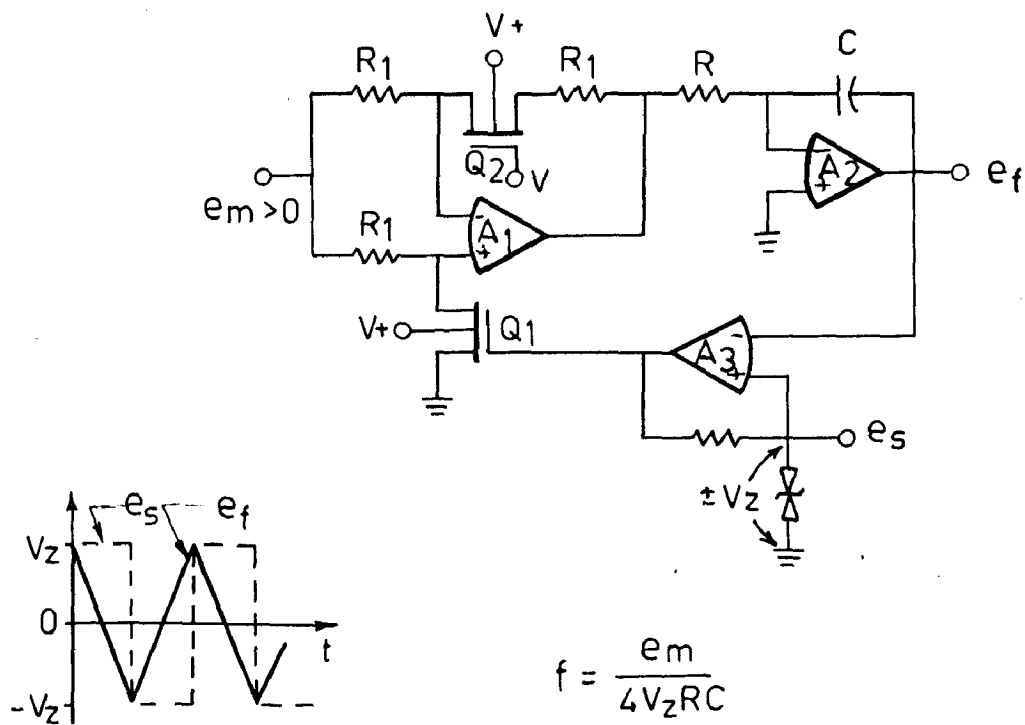 V+
R1 R1 R C
Q2 V
em>0
- A1 +
- A2 +
ef
R1
V+ Q1
- A3 +
es
±Vz
es ef
Vz
0
t
-Vz
f = em / 4VzRC